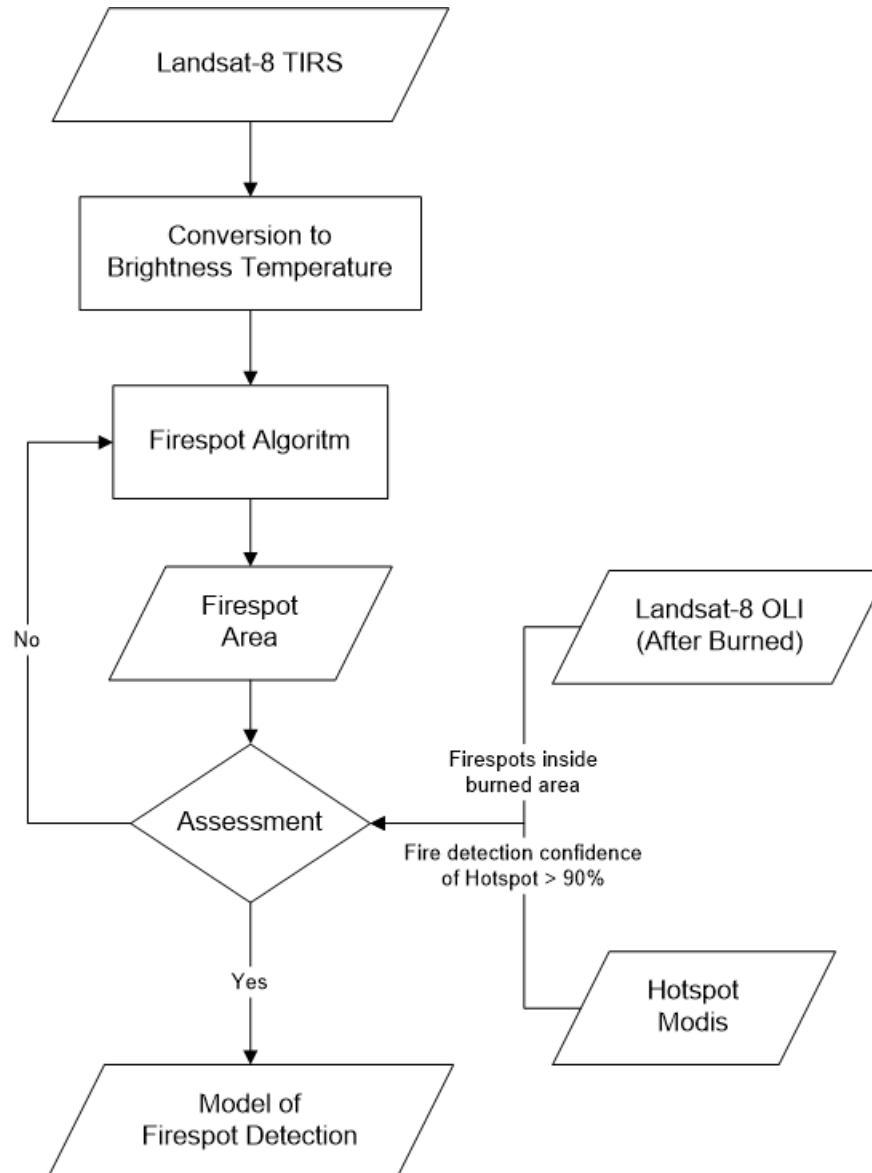 Landsat-8 TIRS
Conversion to
Brightness Temperature
Firespot Algoritm
Firespot
Area
No
Landsat-8 OLI
(After Burned)
Firespots inside
burned area
Assessment
Fire detection confidence
of Hotspot > 90%
Yes
Hotspot
Modis
Model of
Firespot Detection